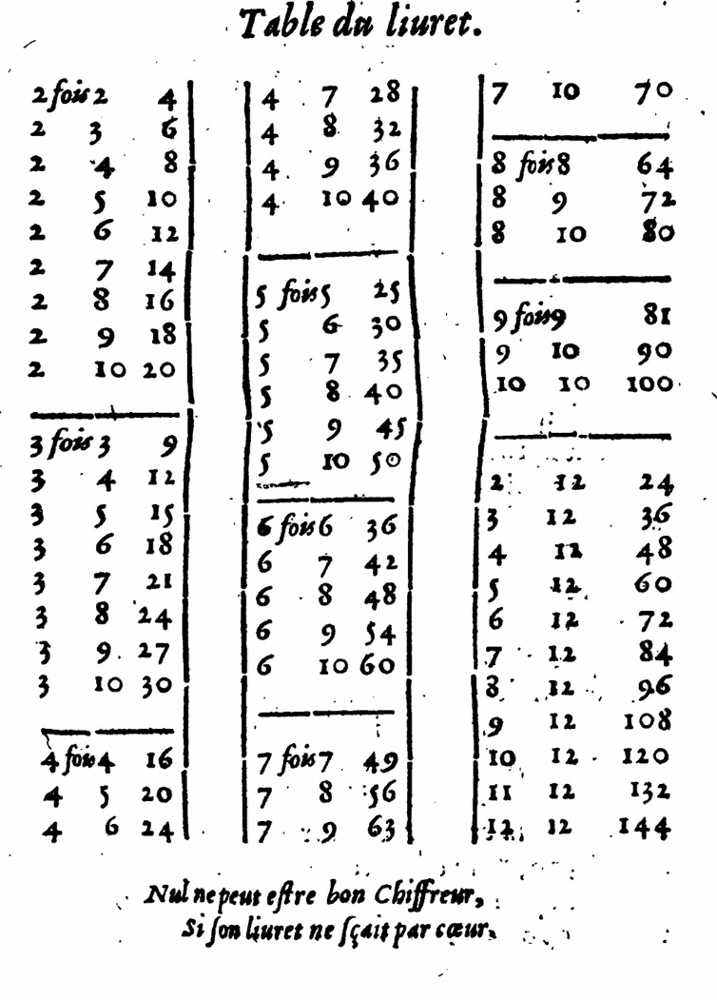 Table du liuret.
2 fois 2 4
2 3 6
2 4 8
2 5 10
2 6 12
2 7 14
2 8 16
2 9 18
2 10 20
3 fois 3 9
3 4 12
3 5 15
3 6 18
3 7 21
3 8 24
3 9 27
3 10 30
4 fois 4 16
4 5 20
4 6 24
4 7 28
4 8 32
4 9 36
4 10 40
5 fois 5 25
5 6 30
5 7 35
5 8 40
5 9 45
5 10 50
6 fois 6 36
6 7 42
6 8 48
6 9 54
6 10 60
7 fois 7 49
7 8 56
7 9 63
7 10 70
8 fois 8 64
8 9 72
8 10 80
9 fois 9 81
9 10 90
10 10 100
2 12 24
3 12 36
4 12 48
5 12 60
6 12 72
7 12 84
8 12 96
9 12 108
10 12 120
11 12 132
12 12 144
Nul ne peut eſtre bon Chiffreur,
Si ſon liuret ne ſçait par cœur.